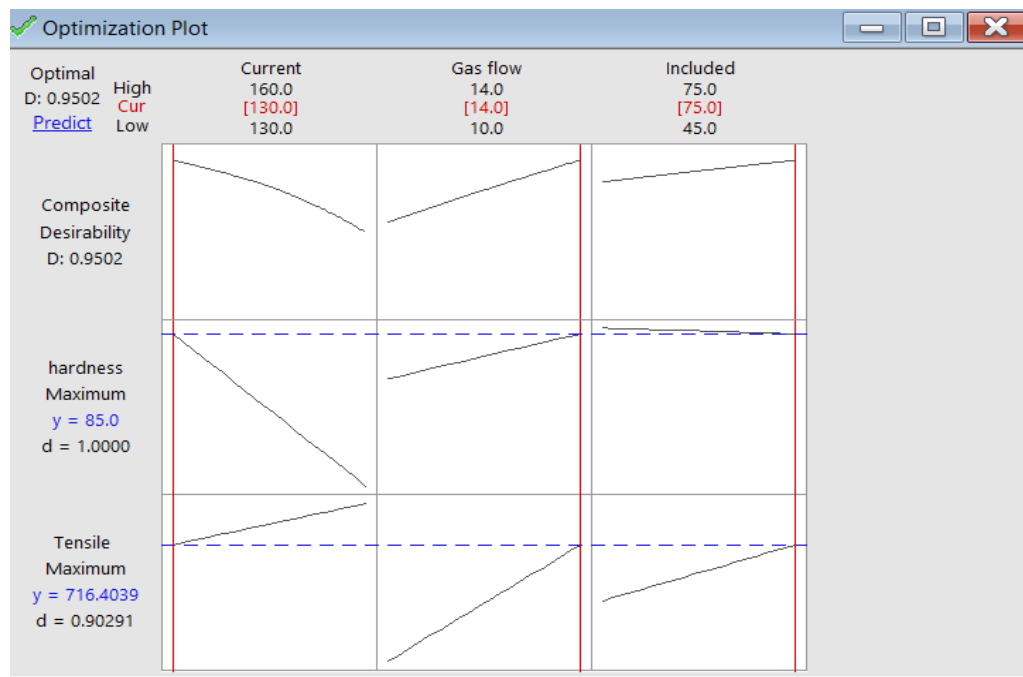 Optimization Plot
Optimal
D: 0.9502
Predict
High
Cur
Low
Current
160.0
[130.0]
130.0
Gas flow
14.0
[14.0]
10.0
Included
75.0
[75.0]
45.0
Composite
Desirability
D: 0.9502
hardness
Maximum
y = 85.0
d = 1.0000
Tensile
Maximum
y = 716.4039
d = 0.90291